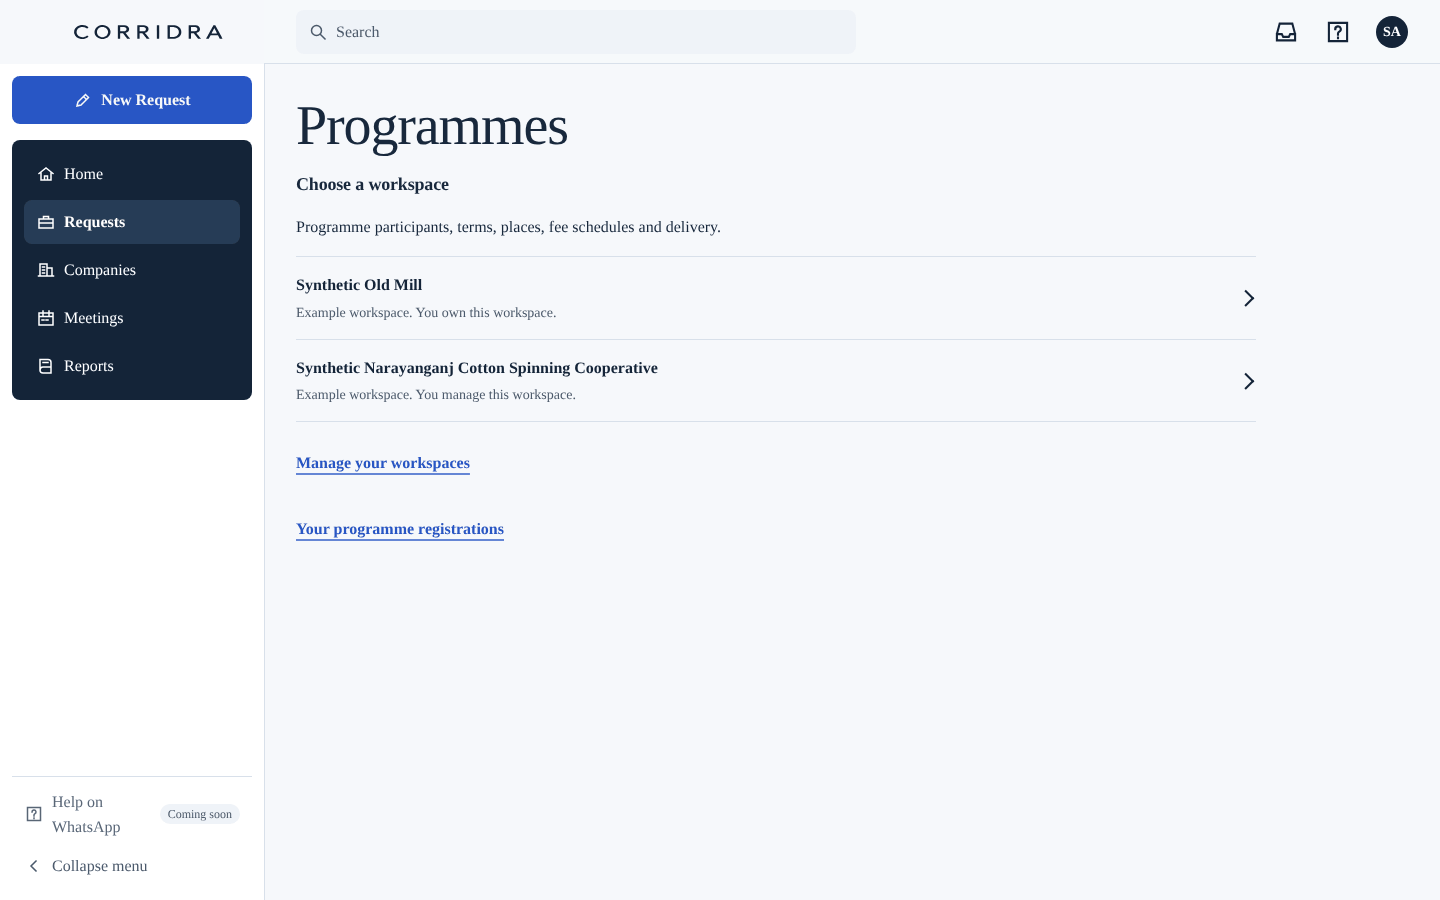 CORRIDRA
Search
SA
New Request
Home
Requests
Companies
Meetings
Reports
Help on
WhatsApp
Coming soon
Collapse menu
Programmes
Choose a workspace
Programme participants, terms, places, fee schedules and delivery.
Synthetic Old Mill
Example workspace. You own this workspace.
Synthetic Narayanganj Cotton Spinning Cooperative
Example workspace. You manage this workspace.
Manage your workspaces
Your programme registrations